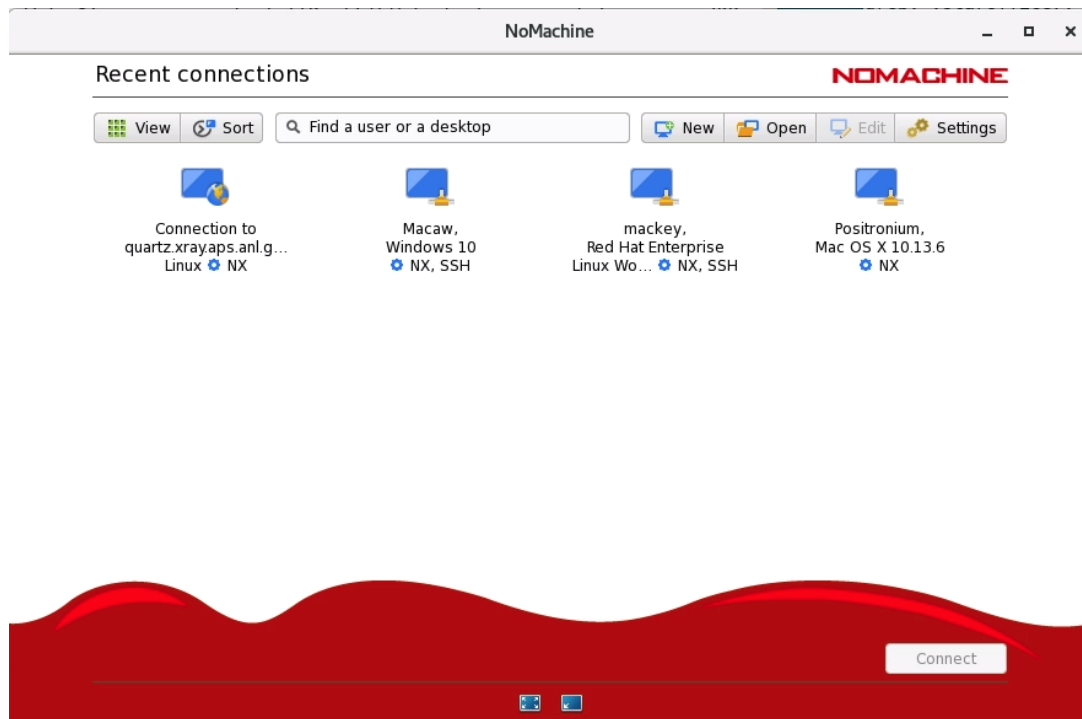 NoMachine
Recent connections
NOMACHINE
View
Sort
Find a user or a desktop
New
Open
Edit
Settings
Connection to
quartz.xray.aps.anl.g...
Linux NX
Macaw,
Windows 10
NX, SSH
mackey,
Red Hat Enterprise
Linux Wo... NX, SSH
Positronium,
Mac OS X 10.13.6
NX
Connect